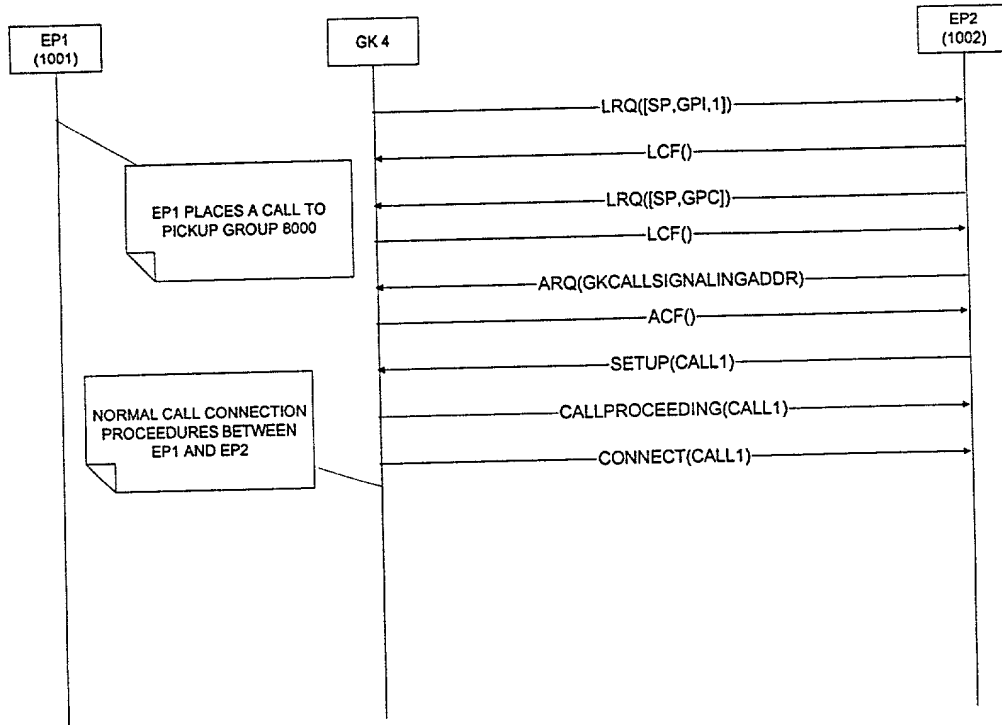 EP1
(1001)
GK 4
EP2
(1002)
LRQ([SP,GPI,1])
LCF()
EP1 PLACES A CALL TO
PICKUP GROUP 8000
LRQ([SP,GPC])
LCF()
ARQ(GKCALLSIGNALINGADDR)
ACF()
SETUP(CALL1)
NORMAL CALL CONNECTION
PROCEEDURES BETWEEN
EP1 AND EP2
CALLPROCEEDING(CALL1)
CONNECT(CALL1)